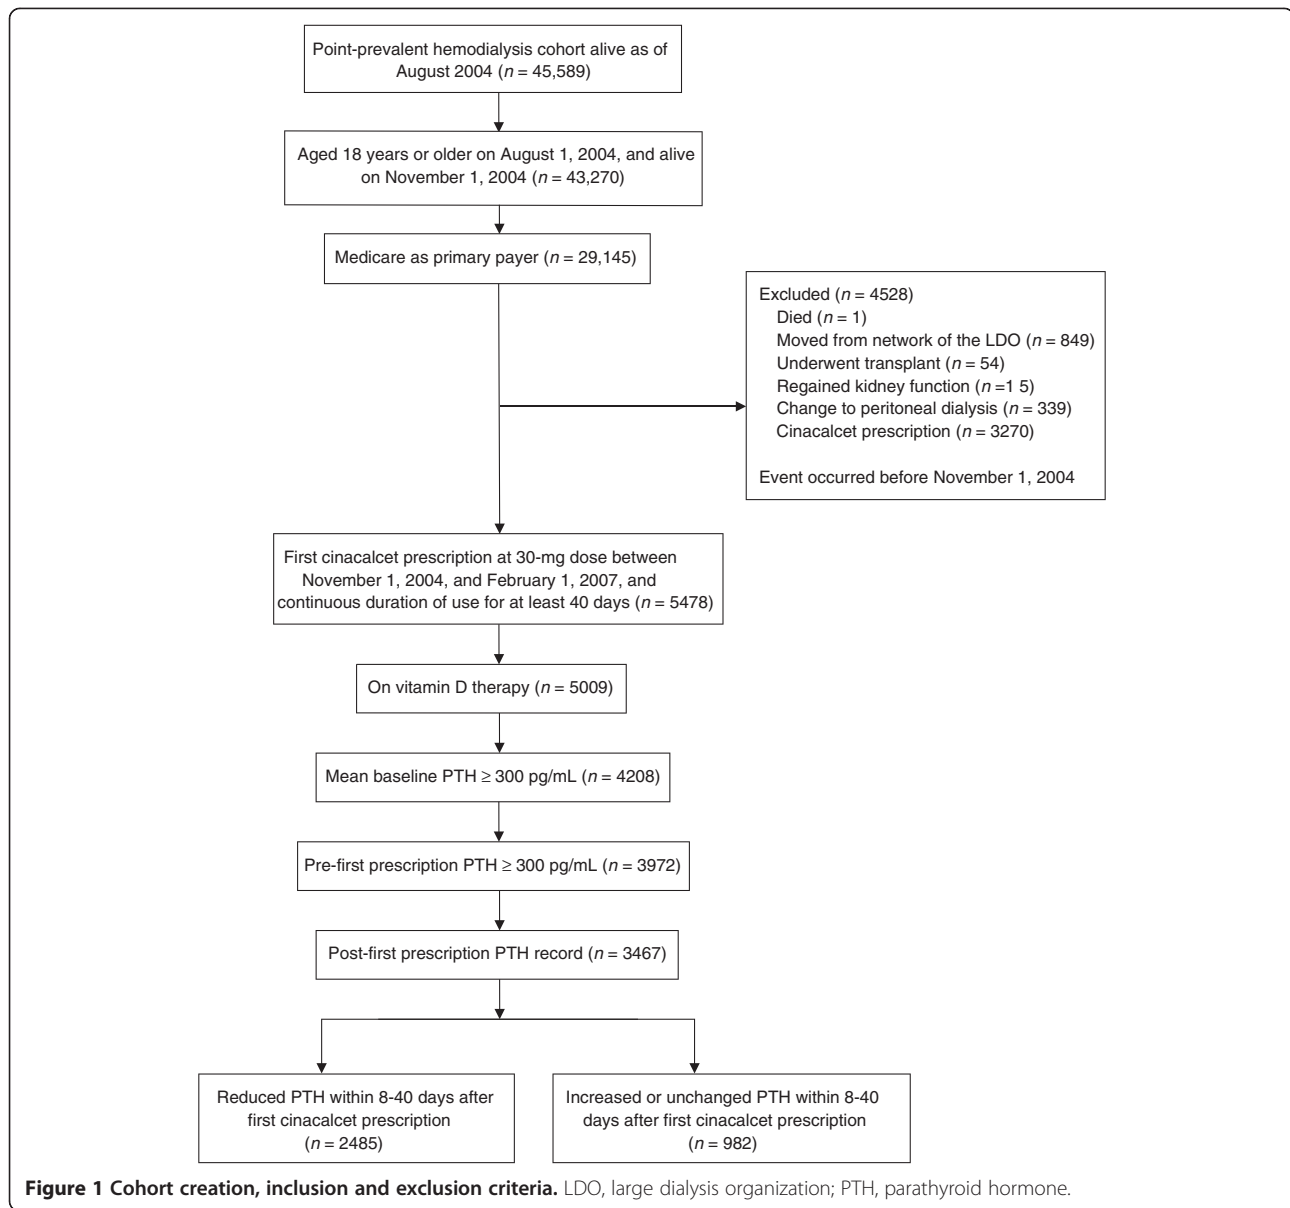 Point-prevalent hemodialysis cohort alive as of
August 2004 (n = 45,589)
Aged 18 years or older on August 1, 2004, and alive
on November 1, 2004 (n = 43,270)
Medicare as primary payer (n = 29,145)
Excluded (n = 4528)
Died (n = 1)
Moved from network of the LDO (n = 849)
Underwent transplant (n = 54)
Regained kidney function (n =1 5)
Change to peritoneal dialysis (n = 339)
Cinacalcet prescription (n = 3270)
Event occurred before November 1, 2004
First cinacalcet prescription at 30-mg dose between
November 1, 2004, and February 1, 2007, and
continuous duration of use for at least 40 days (n = 5478)
On vitamin D therapy (n = 5009)
Mean baseline PTH ≥ 300 pg/mL (n = 4208)
Pre-first prescription PTH ≥ 300 pg/mL (n = 3972)
Post-first prescription PTH record (n = 3467)
Reduced PTH within 8-40 days after
first cinacalcet prescription
(n = 2485)
Increased or unchanged PTH within 8-40
days after first cinacalcet prescription
(n = 982)
Figure 1 Cohort creation, inclusion and exclusion criteria. LDO, large dialysis organization; PTH, parathyroid hormone.